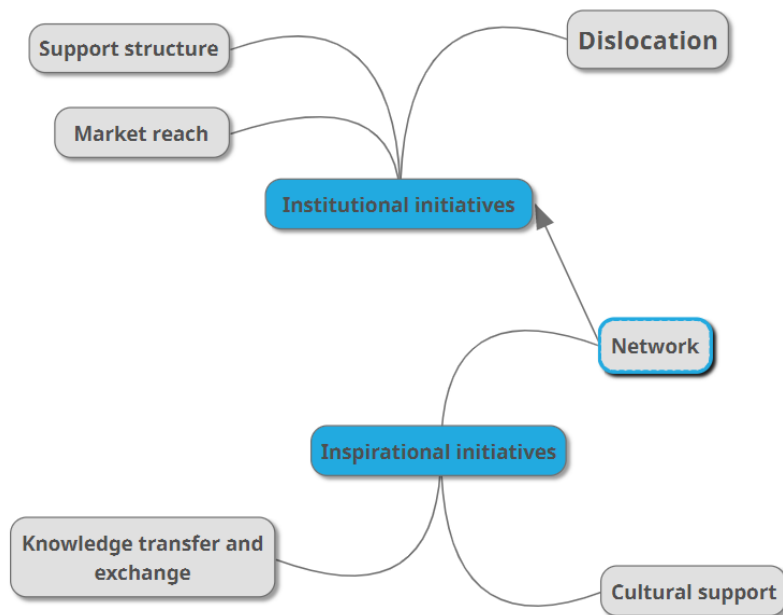 Support structure
Dislocation
Market reach
Institutional initiatives
Network
Inspirational initiatives
Knowledge transfer and
exchange
Cultural support